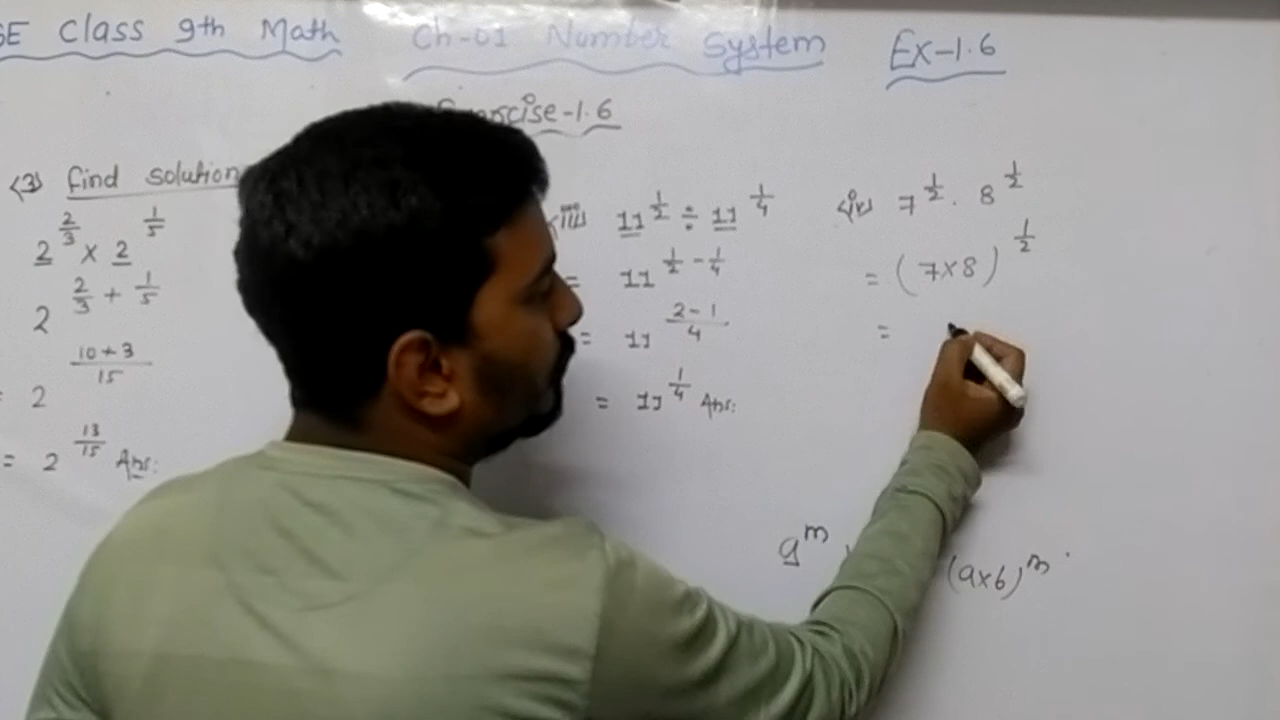 SE Class 9th Math Ch-01 Number System Ex-1.6
Exercise-1.6
(3) find solution
2^(2/3) × 2^(1/5)
2^(2/3 + 1/5)
2^((10+3)/15)
= 2^(13/15) Ans:
(iii) 11^(1/2) ÷ 11^(1/4)
= 11^(1/2 - 1/4)
= 11^((2-1)/4)
= 11^(1/4) Ans:
(iv) 7^(1/2) . 8^(1/2)
= (7×8)^(1/2)
=
a^m (a×b)^m